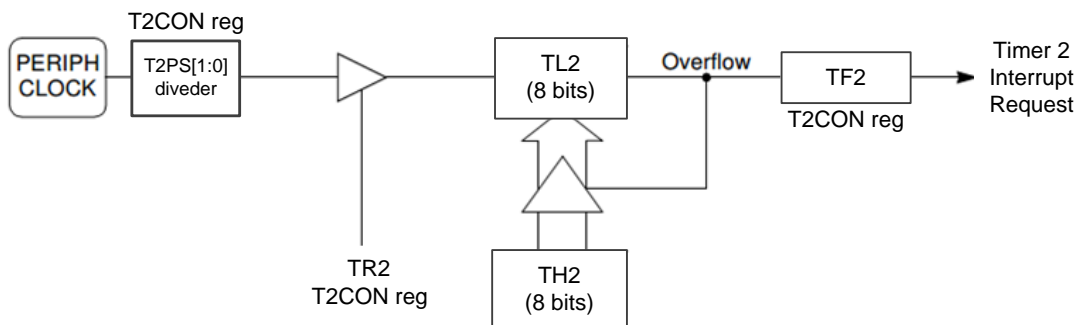 T2CON reg
PERIPH
CLOCK
T2PS[1:0]
diveder
TL2
(8 bits)
Overflow
TF2
T2CON reg
Timer 2
Interrupt
Request
TR2
T2CON reg
TH2
(8 bits)